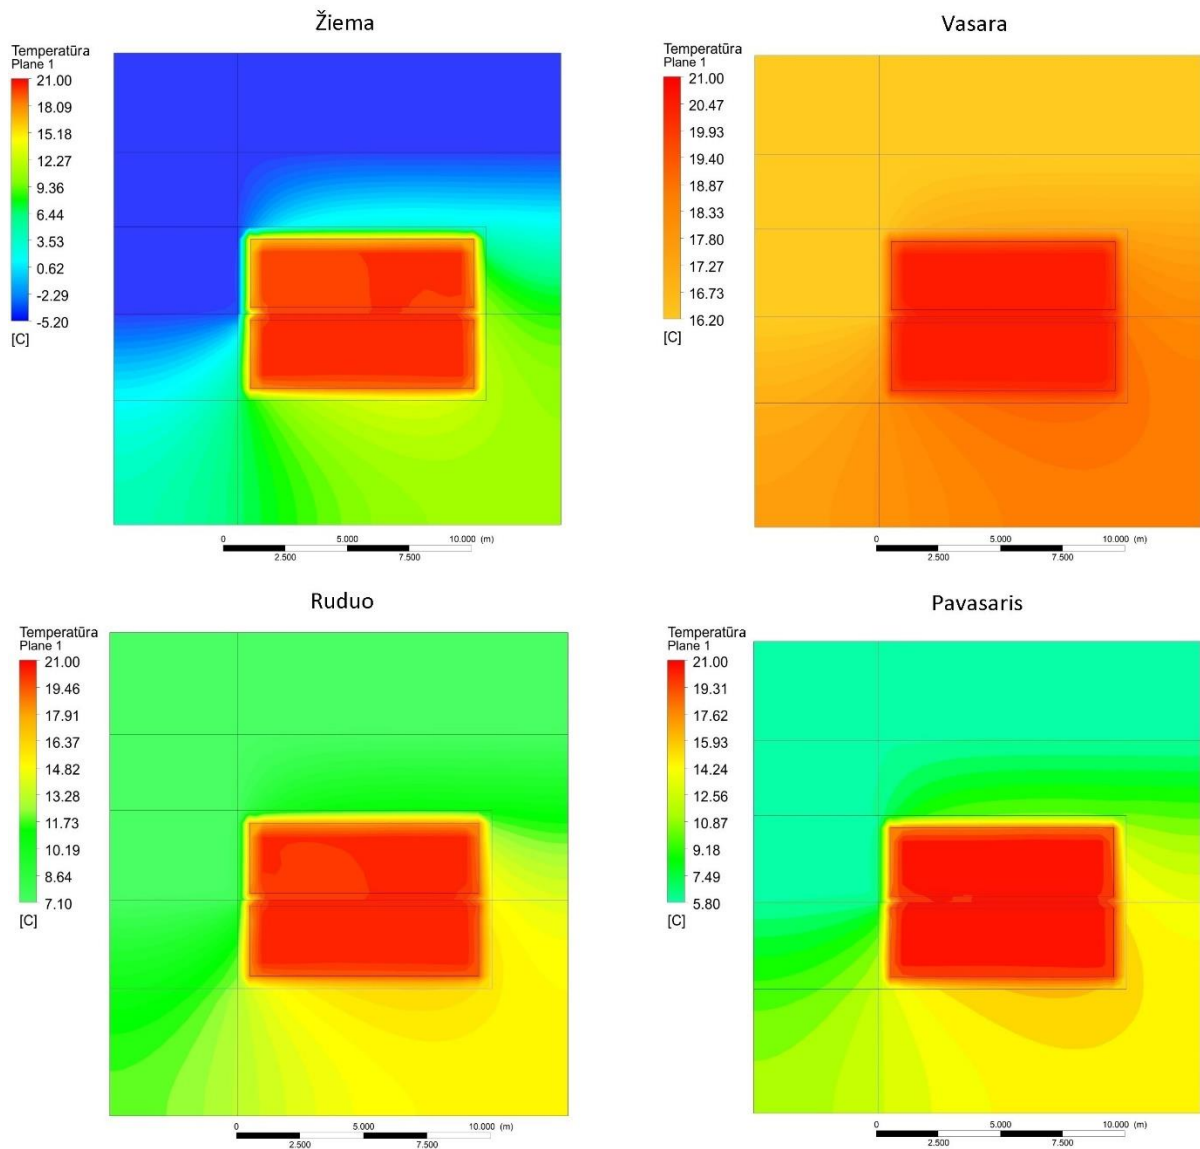 Žiema
Temperatūra
Plane 1
21.00
18.09
15.18
12.27
9.36
6.44
3.53
0.62
-2.29
-5.20
[C]
0 5.000 10.000 (m)
2.500 7.500
Vasara
Temperatūra
Plane 1
21.00
20.47
19.93
19.40
18.87
18.33
17.80
17.27
16.73
16.20
[C]
0 5.000 10.000 (m)
2.500 7.500
Ruduo
Temperatūra
Plane 1
21.00
19.46
17.91
16.37
14.82
13.28
11.73
10.19
8.64
7.10
[C]
0 5.000 10.000 (m)
2.500 7.500
Pavasaris
Temperatūra
Plane 1
21.00
19.31
17.62
15.93
14.24
12.56
10.87
9.18
7.49
5.80
[C]
0 5.000 10.000 (m)
2.500 7.500